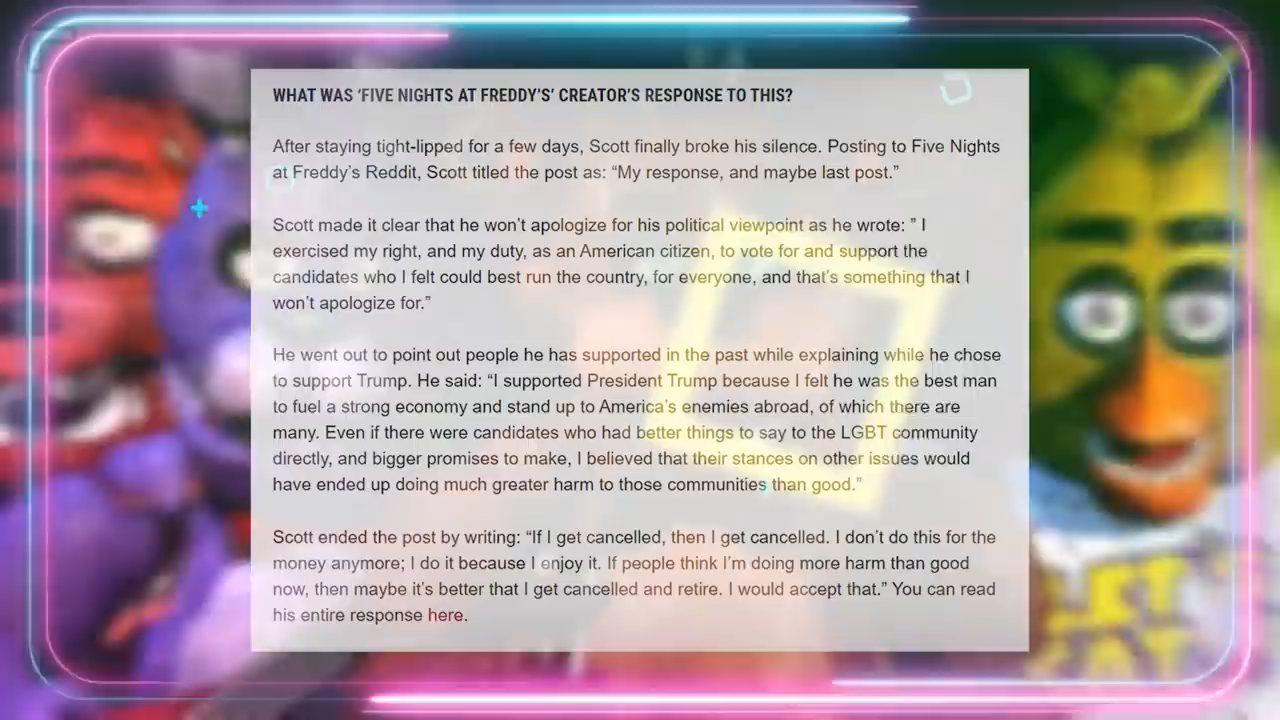 WHAT WAS ‘FIVE NIGHTS AT FREDDY’S’ CREATOR’S RESPONSE TO THIS?
After staying tight-lipped for a few days, Scott finally broke his silence. Posting to Five Nights
at Freddy’s Reddit, Scott titled the post as: “My response, and maybe last post.”
Scott made it clear that he won’t apologize for his political viewpoint as he wrote: ” I
exercised my right, and my duty, as an American citizen, to vote for and support the
candidates who I felt could best run the country, for everyone, and that’s something that I
won’t apologize for.”
He went out to point out people he has supported in the past while explaining while he chose
to support Trump. He said: “I supported President Trump because I felt he was the best man
to fuel a strong economy and stand up to America’s enemies abroad, of which there are
many. Even if there were candidates who had better things to say to the LGBT community
directly, and bigger promises to make, I believed that their stances on other issues would
have ended up doing much greater harm to those communities than good.”
Scott ended the post by writing: “If I get cancelled, then I get cancelled. I don’t do this for the
money anymore; I do it because I enjoy it. If people think I’m doing more harm than good
now, then maybe it’s better that I get cancelled and retire. I would accept that.” You can read
his entire response here.